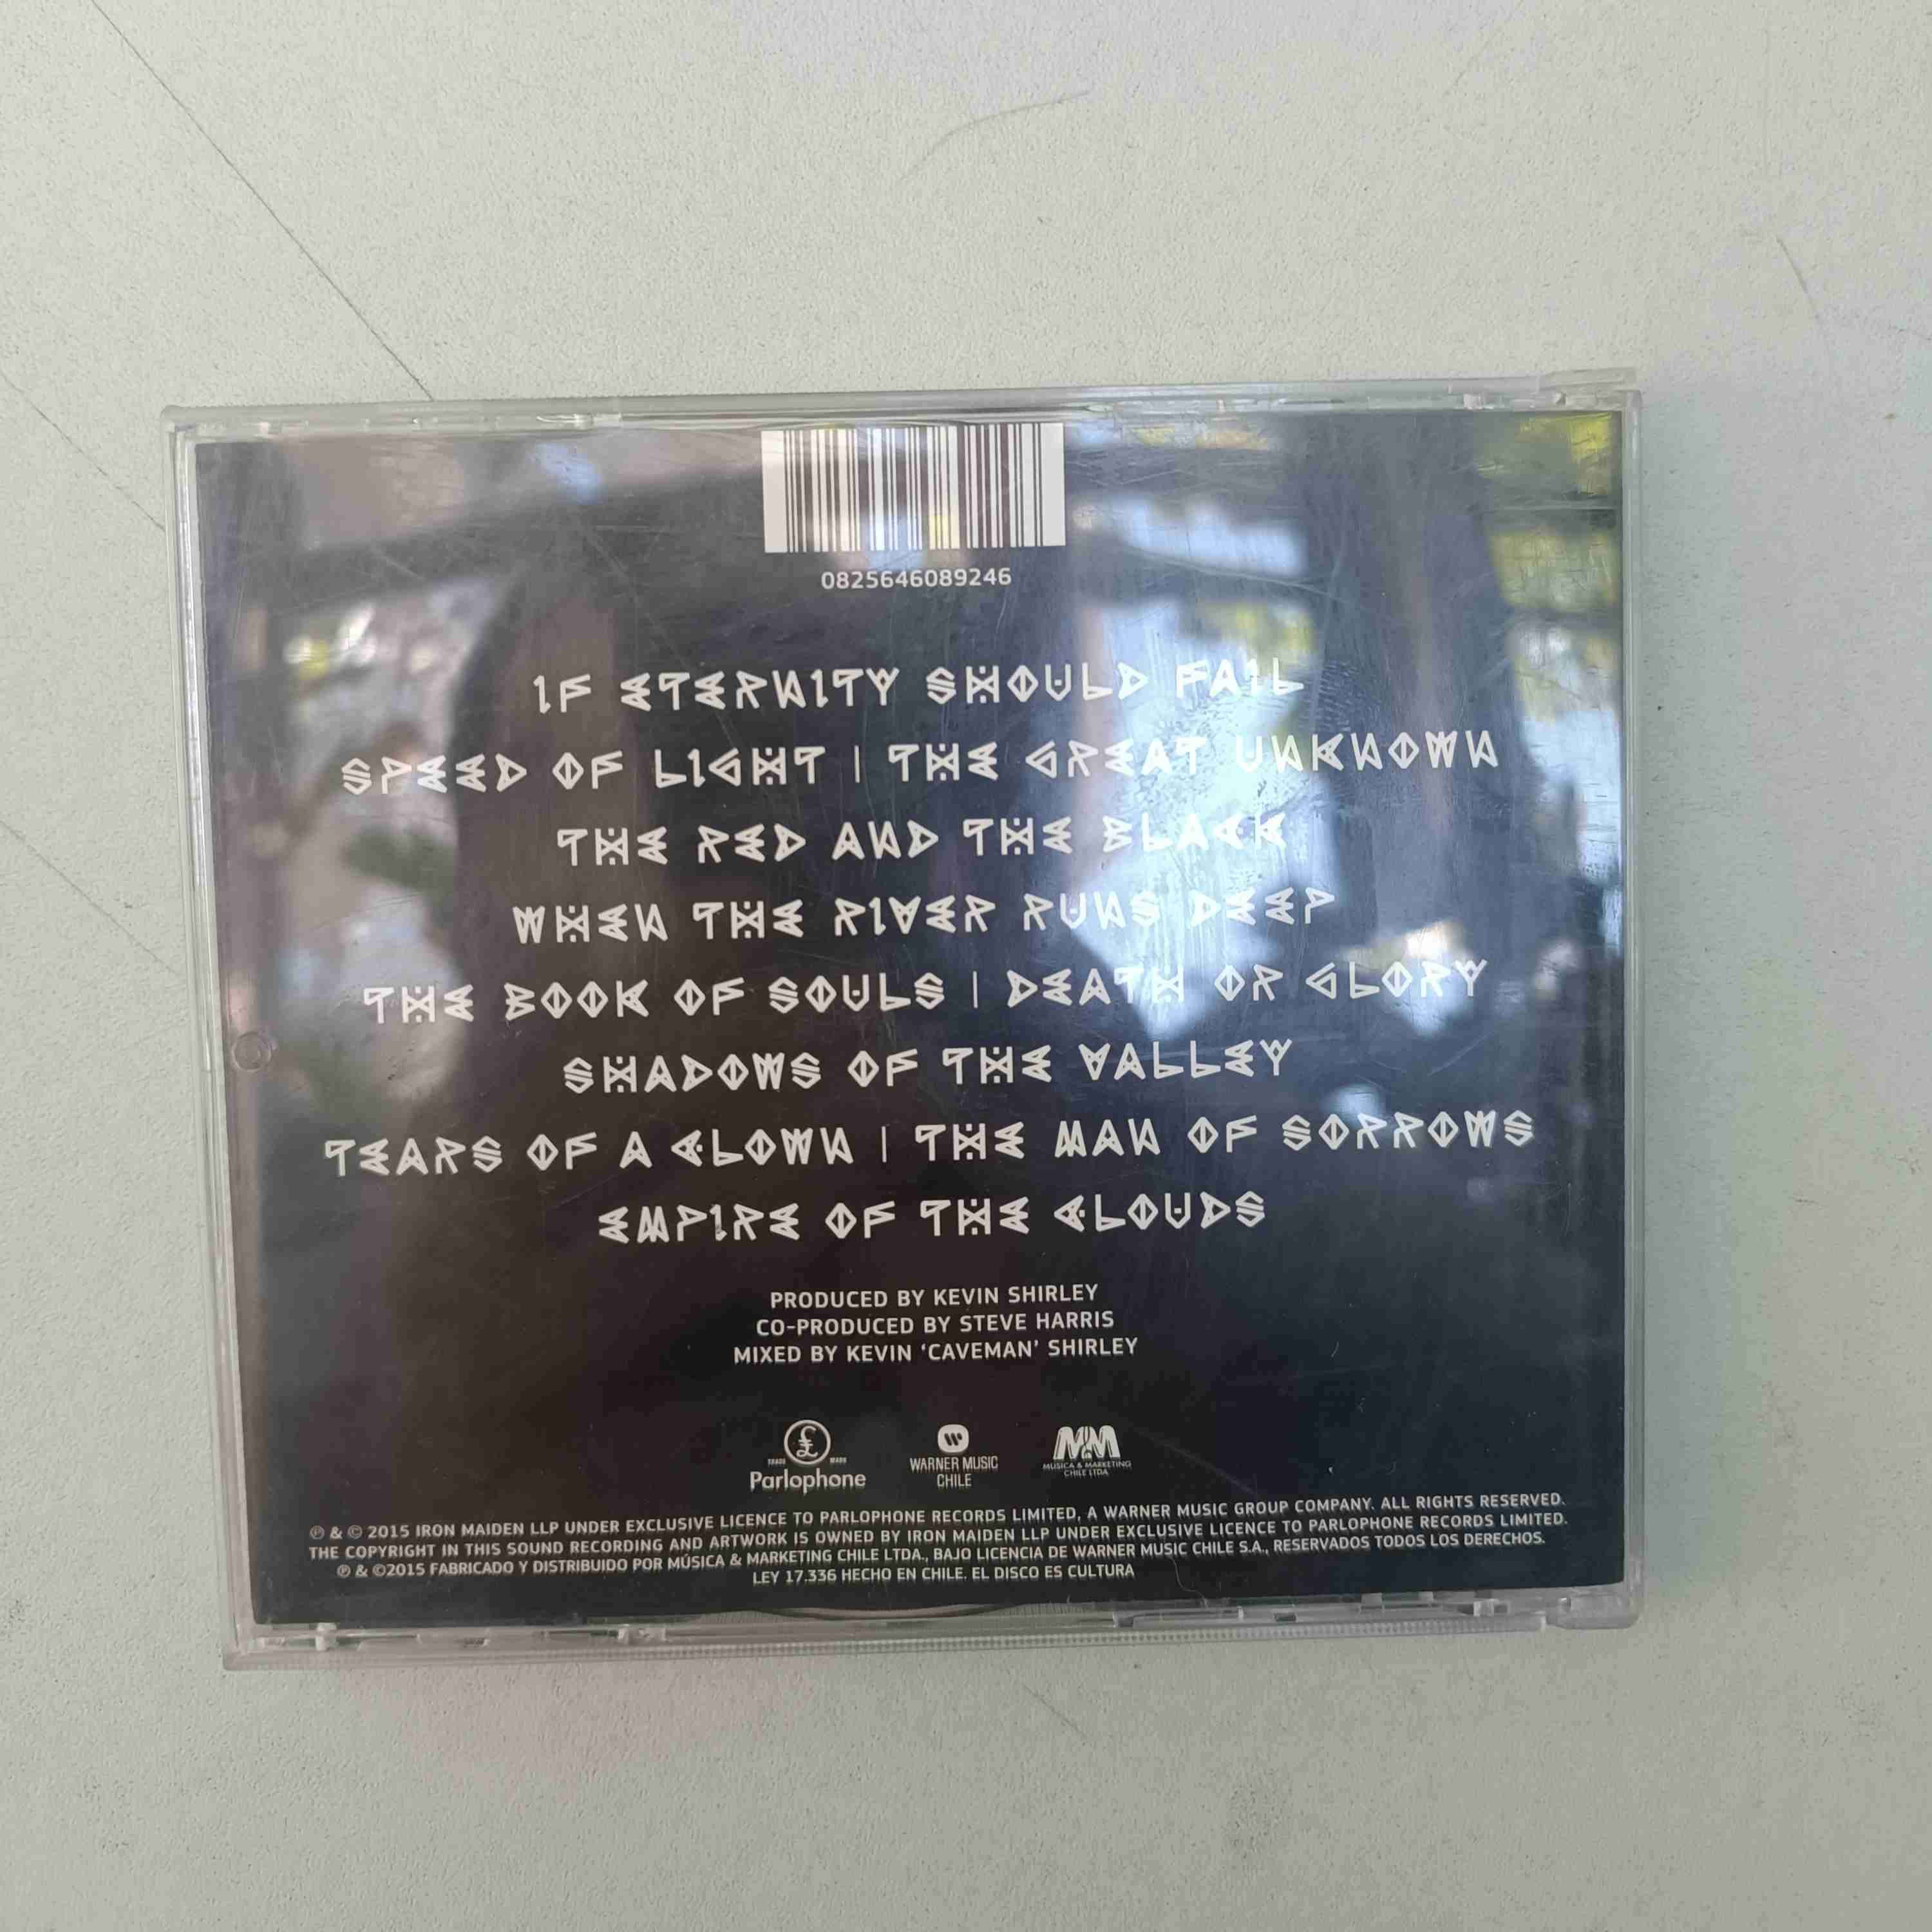 0825646089246
IF ETERNITY SHOULD FAIL
SPEED OF LIGHT | THE GREAT UNKNOWN
THE RED AND THE BLACK
WHEN THE RIVER RUNS DEEP
THE BOOK OF SOULS | DEATH OR GLORY
SHADOWS OF THE VALLEY
TEARS OF A CLOWN | THE MAN OF SORROWS
EMPIRE OF THE CLOUDS
PRODUCED BY KEVIN SHIRLEY
CO-PRODUCED BY STEVE HARRIS
MIXED BY KEVIN ‘CAVEMAN’ SHIRLEY
£
TRADE MARK
Parlophone
WARNER MUSIC
CHILE
MM
MUSICA & MARKETING
CHILE LTDA
℗ & © 2015 IRON MAIDEN LLP UNDER EXCLUSIVE LICENCE TO PARLOPHONE RECORDS LIMITED, A WARNER MUSIC GROUP COMPANY. ALL RIGHTS RESERVED.
THE COPYRIGHT IN THIS SOUND RECORDING AND ARTWORK IS OWNED BY IRON MAIDEN LLP UNDER EXCLUSIVE LICENCE TO PARLOPHONE RECORDS LIMITED.
℗ & ©2015 FABRICADO Y DISTRIBUIDO POR MÚSICA & MARKETING CHILE LTDA., BAJO LICENCIA DE WARNER MUSIC CHILE S.A., RESERVADOS TODOS LOS DERECHOS.
LEY 17.336 HECHO EN CHILE. EL DISCO ES CULTURA